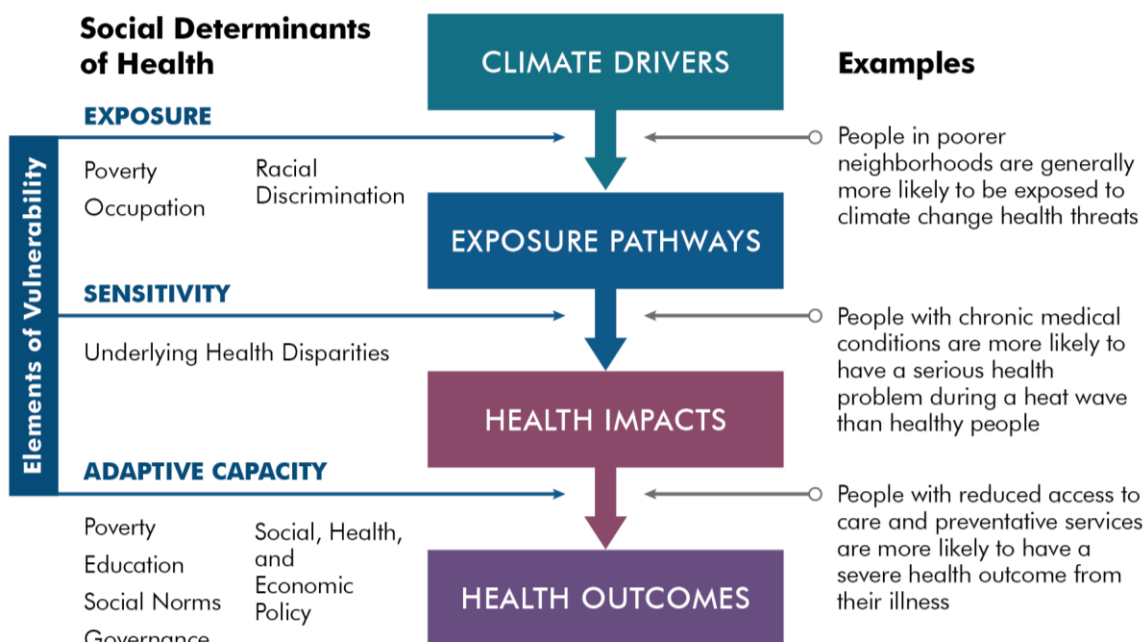 Social Determinants
of Health
CLIMATE DRIVERS
Examples
Elements of Vulnerability
EXPOSURE
Poverty
Occupation
Racial
Discrimination
People in poorer
neighborhoods are generally
more likely to be exposed to
climate change health threats
EXPOSURE PATHWAYS
SENSITIVITY
Underlying Health Disparities
People with chronic medical
conditions are more likely to
have a serious health
problem during a heat wave
than healthy people
HEALTH IMPACTS
ADAPTIVE CAPACITY
Poverty
Education
Social Norms
Governance
Social, Health,
and
Economic
Policy
People with reduced access to
care and preventative services
are more likely to have a
severe health outcome from
their illness
HEALTH OUTCOMES